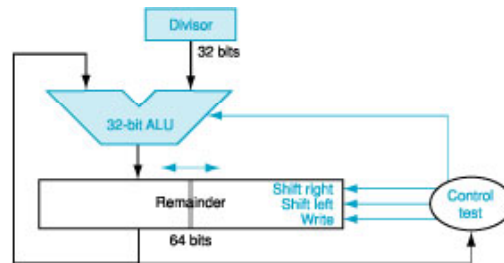 Divisor
32 bits
32-bit ALU
Remainder
Shift right
Shift left
Write
Control
test
64 bits